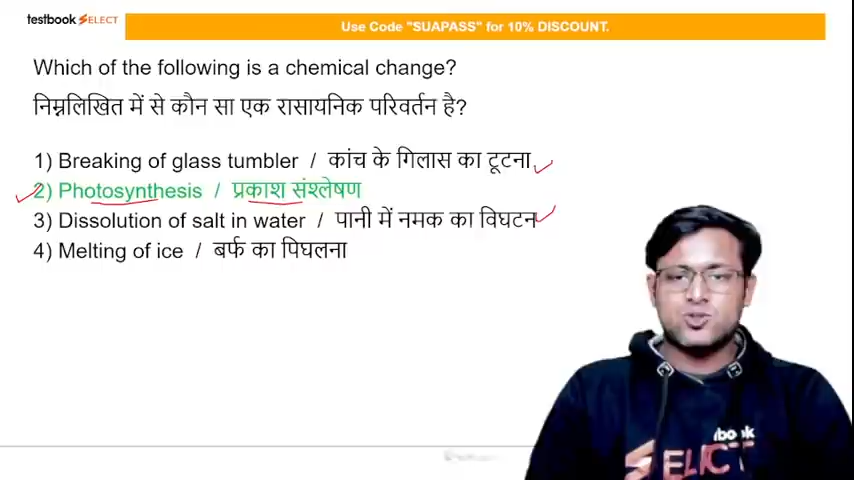 testbook SELECT
Use Code "SUAPASS" for 10% DISCOUNT.
Which of the following is a chemical change?
निम्नलिखित में से कौन सा एक रासायनिक परिवर्तन है?
1) Breaking of glass tumbler / कांच के गिलास का टूटना
2) Photosynthesis / प्रकाश संश्लेषण
3) Dissolution of salt in water / पानी में नमक का विघटन
4) Melting of ice / बर्फ का पिघलना